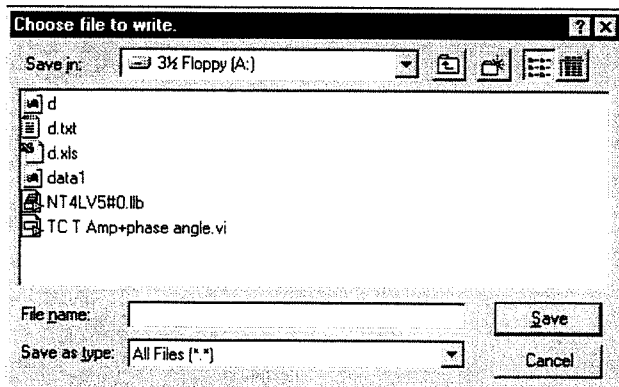 Choose file to write.
Save in: 3½ Floppy (A:)
d
d.txt
d.xls
data1
NT4LV5#0.llb
TC T Amp+phase angle.vi
File name: Save
Save as type: All Files (*.*) Cancel